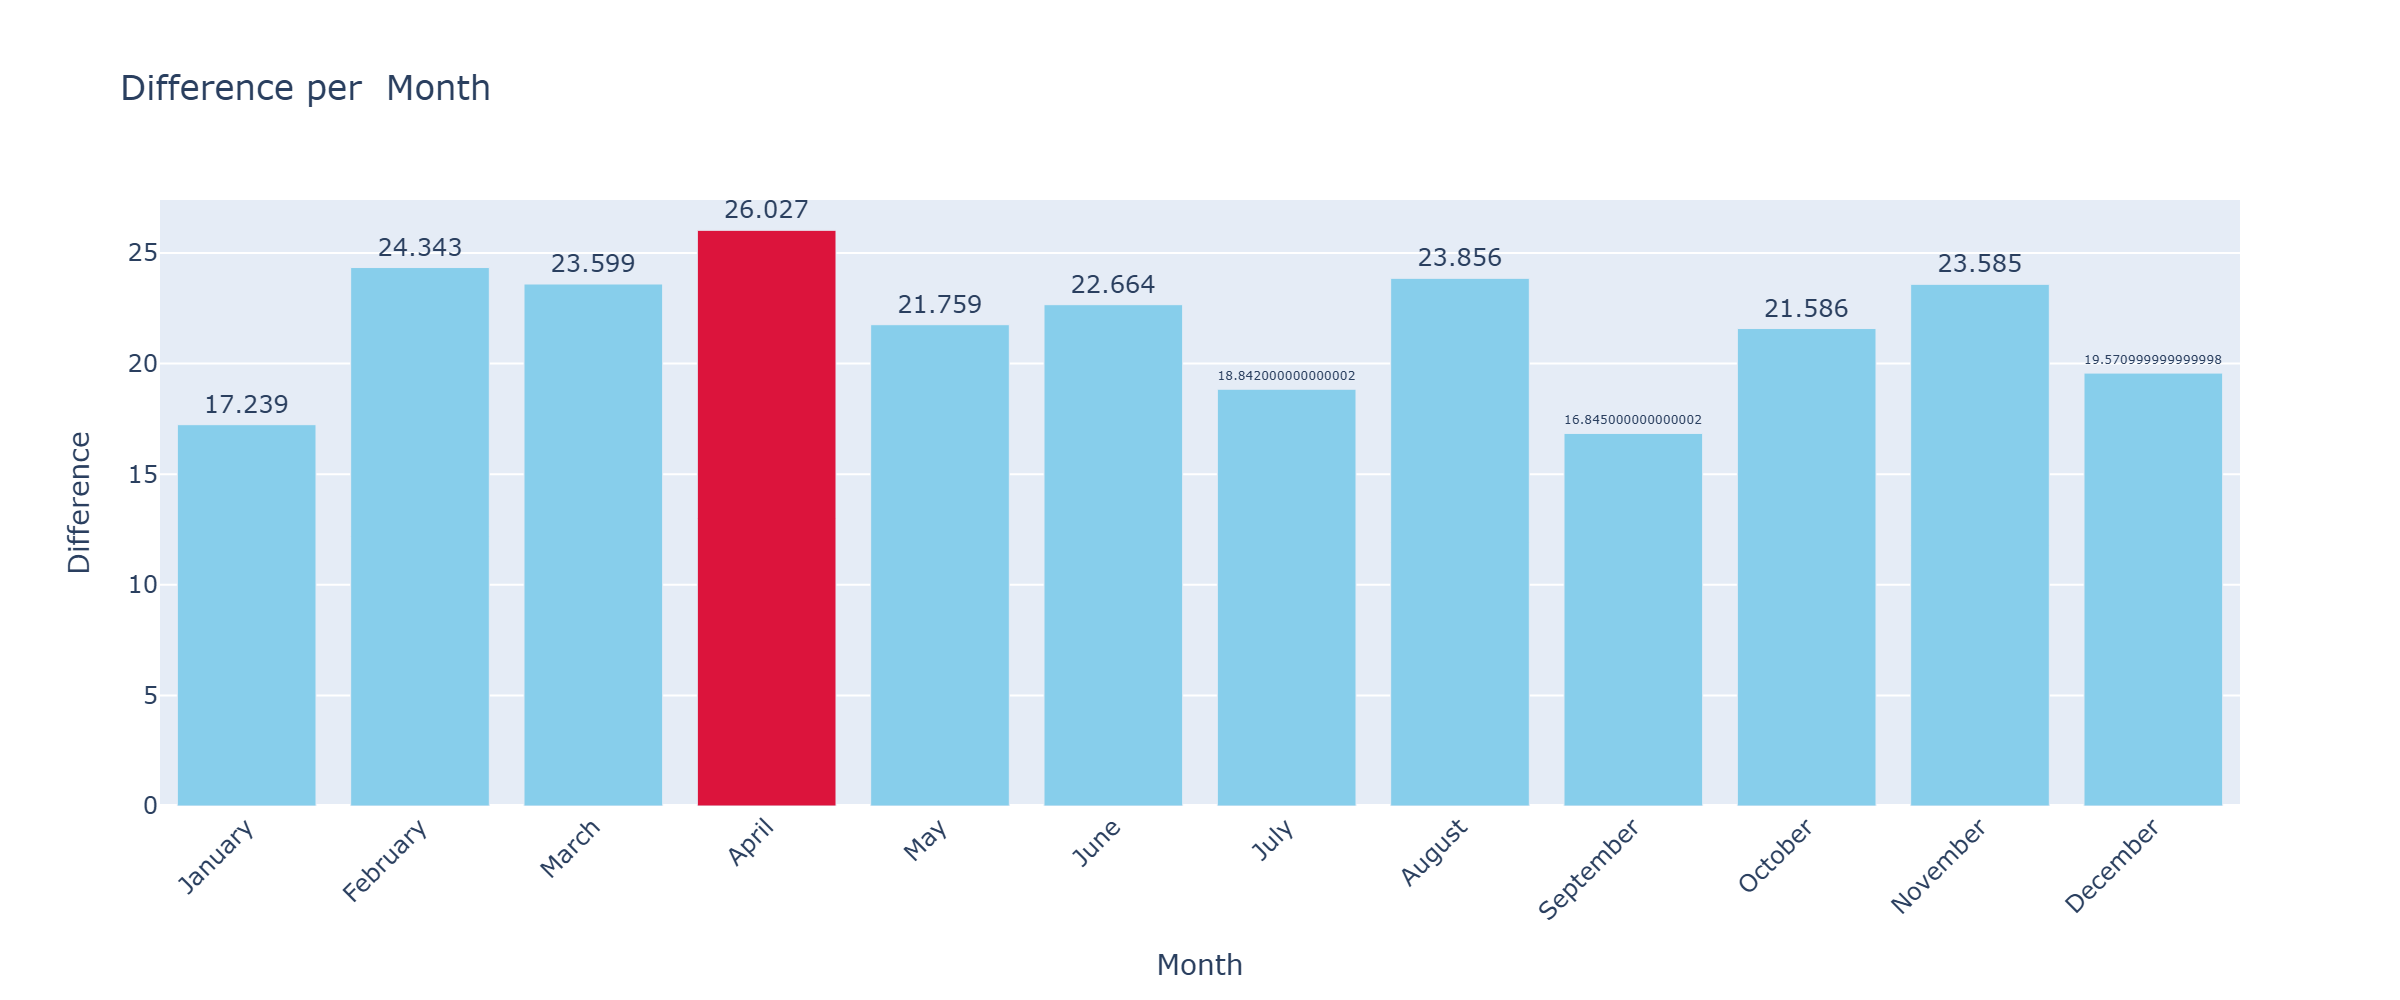 Difference per  Month
26.027
24.343
23.599
23.856
23.585
22.664
21.759
21.586
19.570999999999998
18.842000000000002
17.239
16.845000000000002
25
20
15
10
5
0
Difference
January
February
March
April
May
June
July
August
September
October
November
December
Month